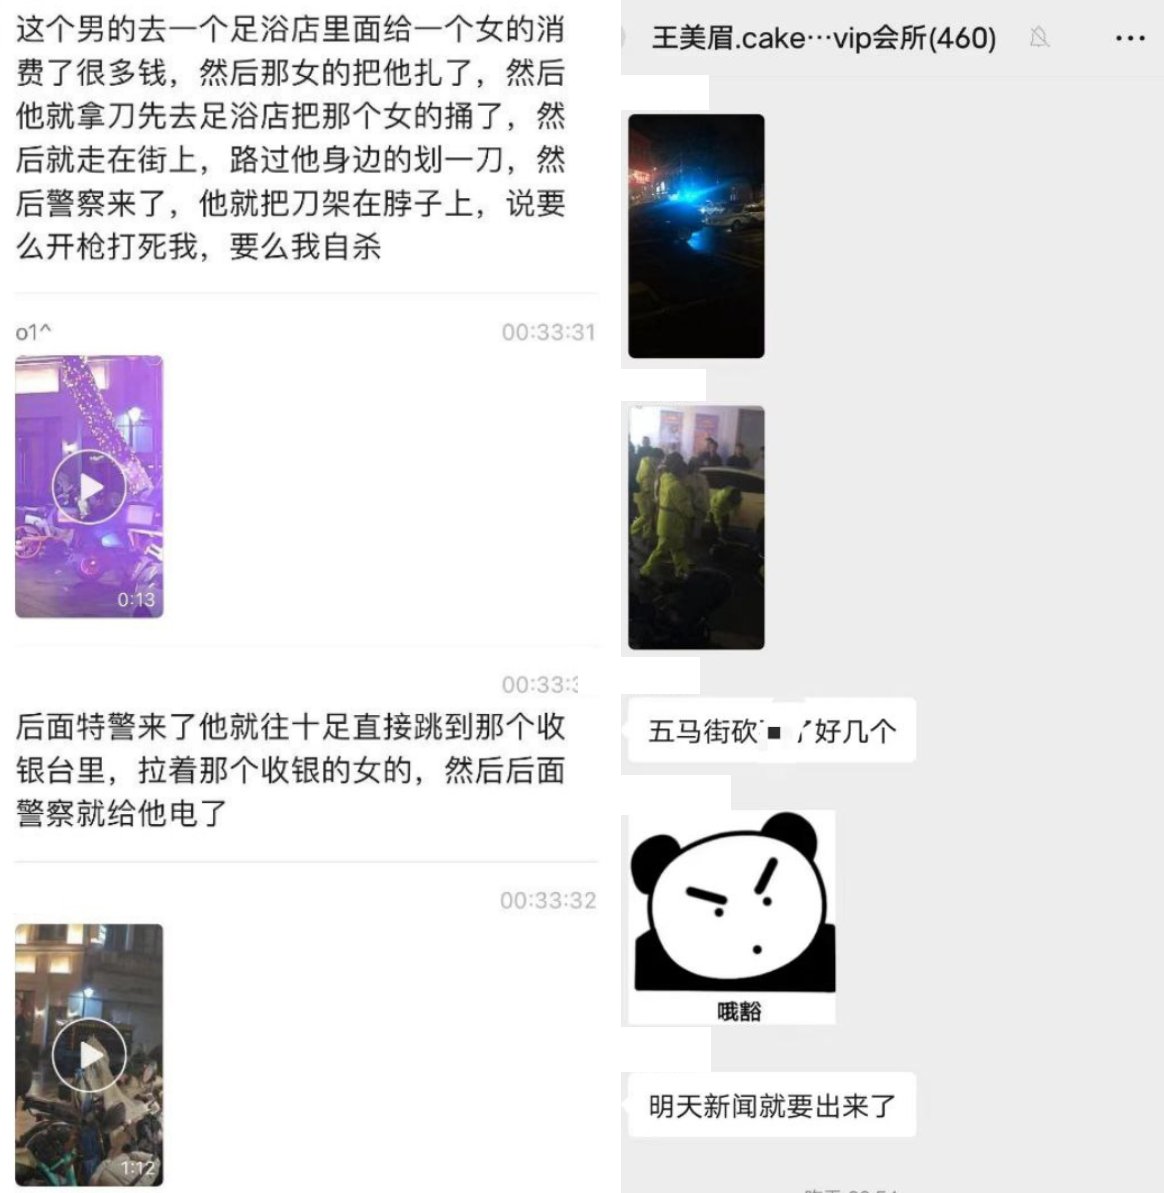 这个男的去一个足浴店里面给一个女的消
费了很多钱，然后那女的把他扎了，然后
他就拿刀先去足浴店把那个女的捅了，然
后就走在街上，路过他身边的划一刀，然
后警察来了，他就把刀架在脖子上，说要
么开枪打死我，要么我自杀
o1^
00:33:31
0:13
00:33:3
后面特警来了他就往十足直接跳到那个收
银台里，拉着那个收银的女的，然后后面
警察就给他电了
00:33:32
1:12
王美眉.cake…vip会所(460)
五马街砍 了好几个
哦豁
明天新闻就要出来了